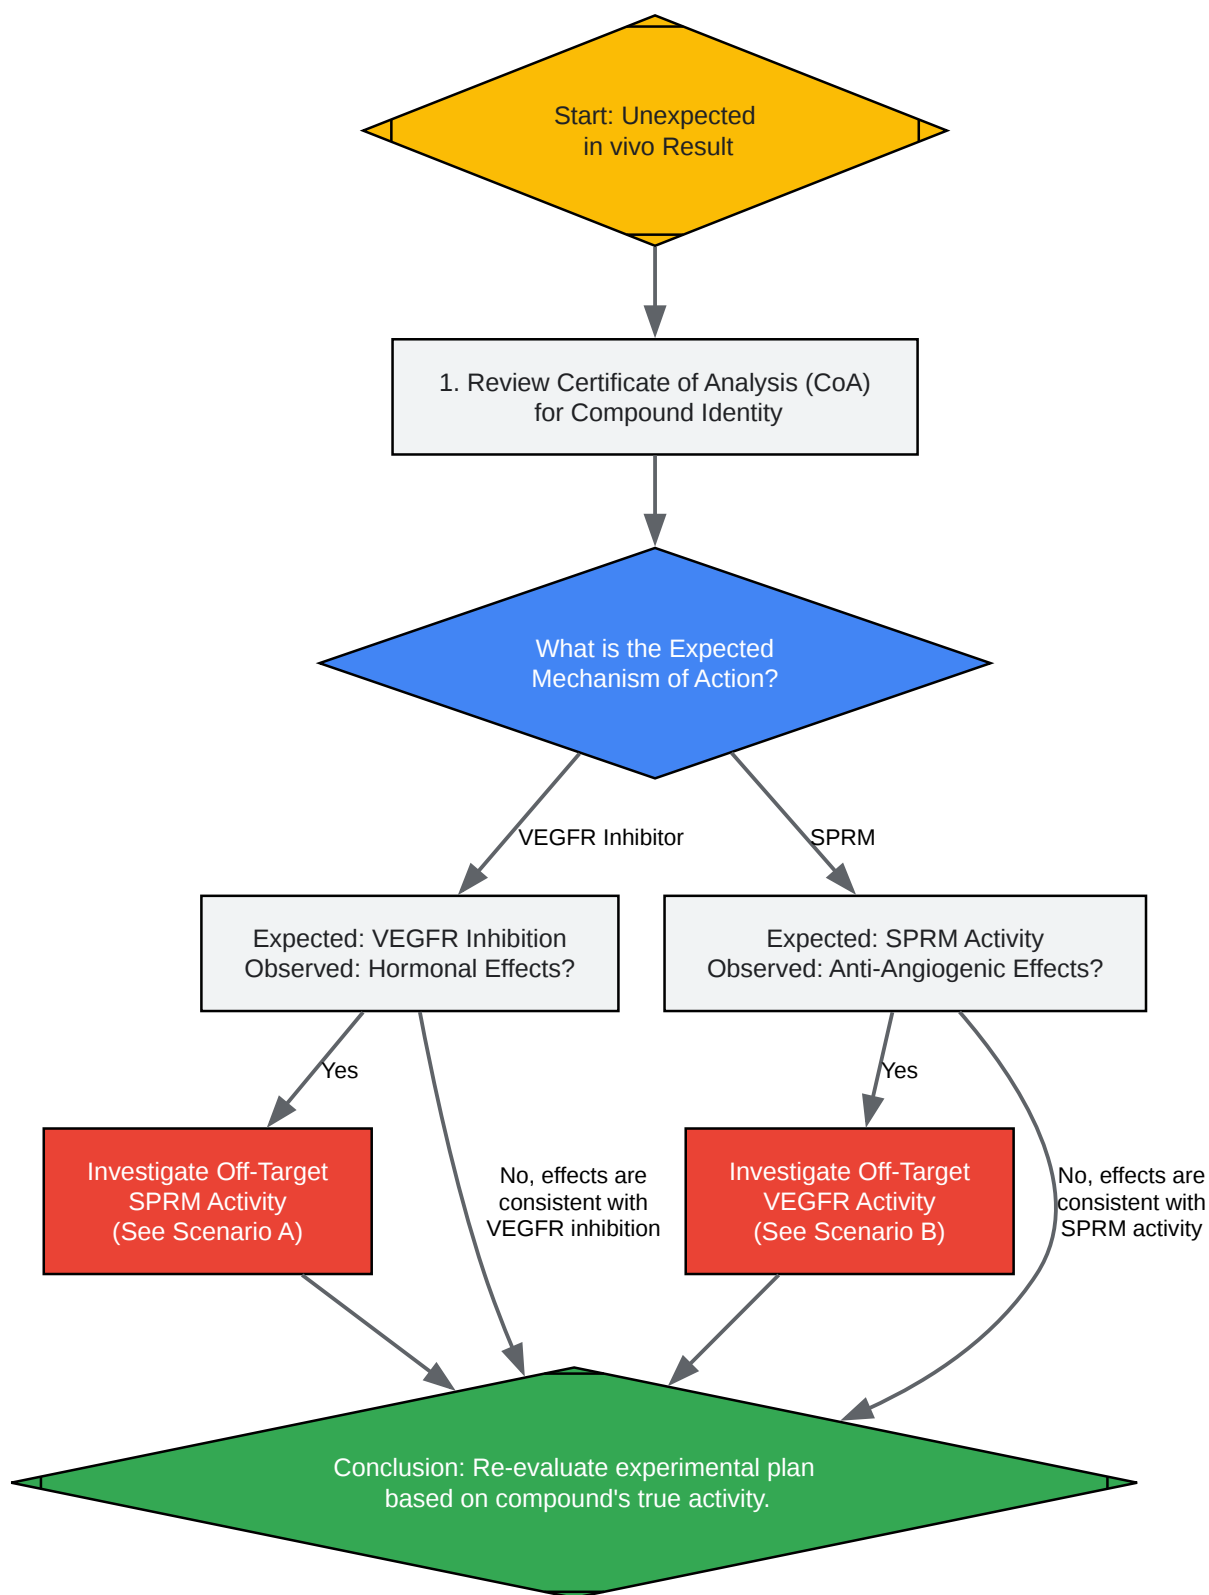 Start: Unexpected
in vivo Result
1. Review Certificate of Analysis (CoA)
for Compound Identity
What is the Expected
Mechanism of Action?
VEGFR Inhibitor
SPRM
Expected: VEGFR Inhibition
Observed: Hormonal Effects?
Expected: SPRM Activity
Observed: Anti-Angiogenic Effects?
Yes
Yes
Investigate Off-Target
SPRM Activity
(See Scenario A)
No, effects are
consistent with
VEGFR inhibition
Investigate Off-Target
VEGFR Activity
(See Scenario B)
No, effects are
consistent with
SPRM activity
Conclusion: Re-evaluate experimental plan
based on compound's true activity.